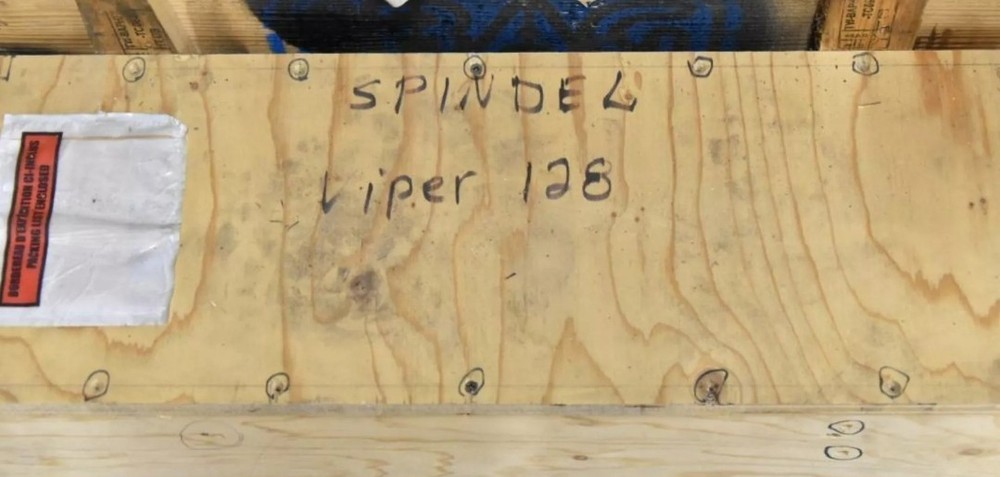 SPINDEL
Viper 128
BORDEREAU D'EXPÉDITION CI-INCLUS
PACKING LIST ENCLOSED